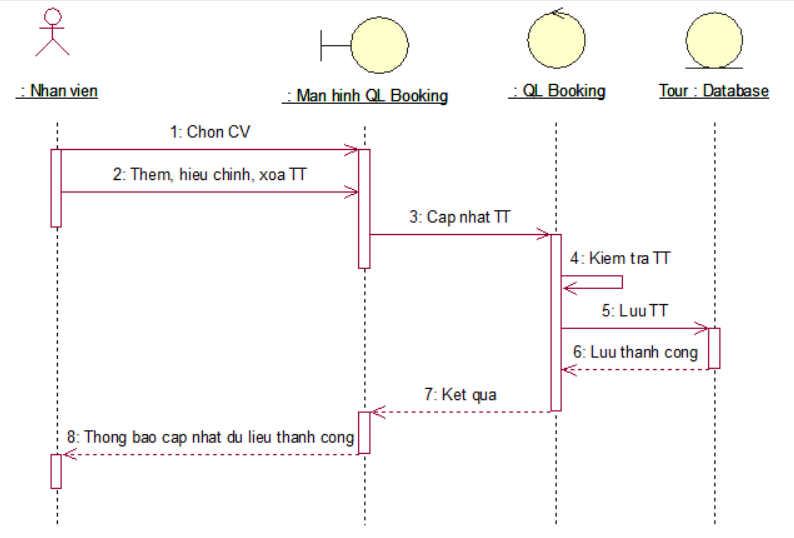 : Nhan vien
: Man hinh QL Booking
: QL Booking
Tour : Database
1: Chon CV
2: Them, hieu chinh, xoa TT
3: Cap nhat TT
4: Kiem tra TT
5: Luu TT
6: Luu thanh cong
7: Ket qua
8: Thong bao cap nhat du lieu thanh cong